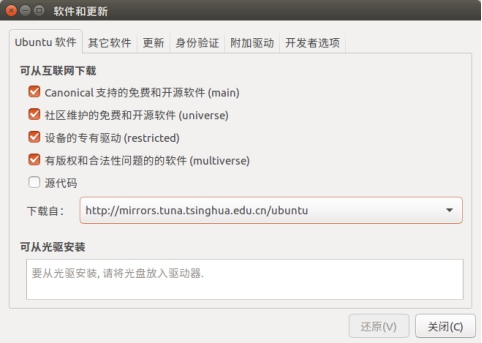 软件和更新
Ubuntu 软件 其它软件 更新 身份验证 附加驱动 开发者选项
可从互联网下载
Canonical 支持的免费和开源软件 (main)
社区维护的免费和开源软件 (universe)
设备的专有驱动 (restricted)
有版权和合法性问题的的软件 (multiverse)
源代码
下载自： http://mirrors.tuna.tsinghua.edu.cn/ubuntu
可从光驱安装
要从光驱安装, 请将光盘放入驱动器.
还原(V) 关闭(C)